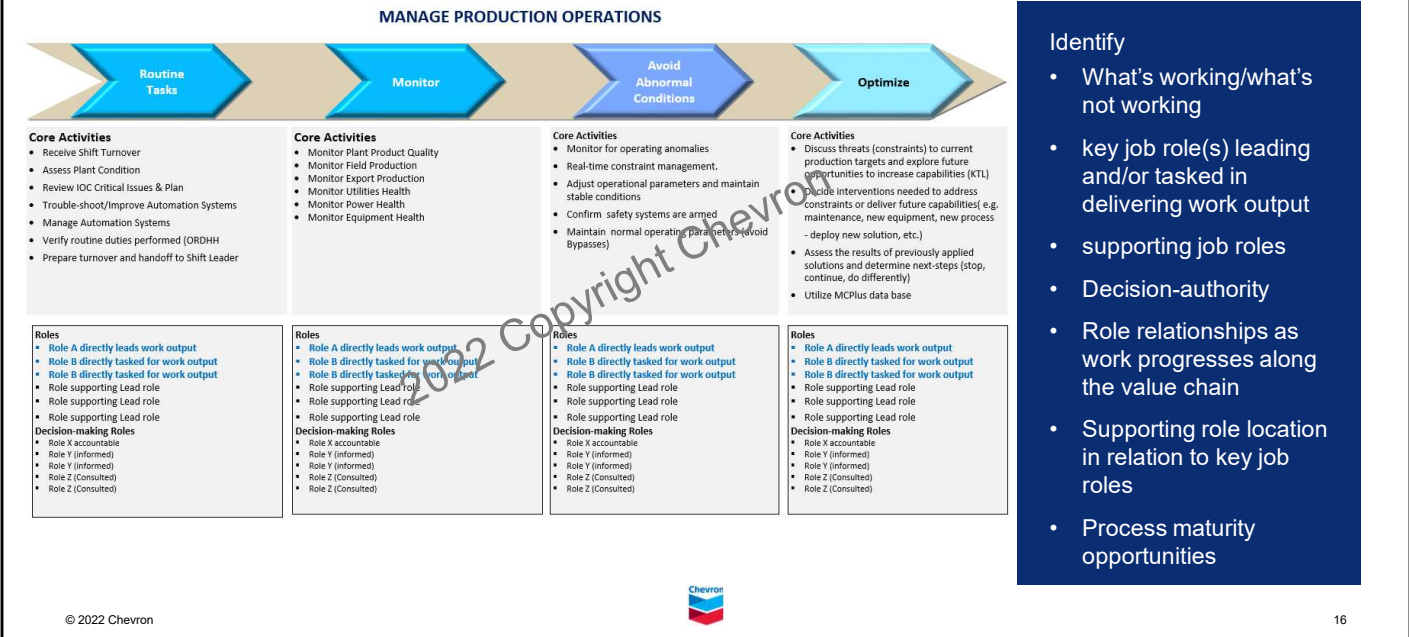 MANAGE PRODUCTION OPERATIONS
Routine
Tasks
Monitor
Avoid
Abnormal
Conditions
Optimize
Core Activities
• Receive Shift Turnover
• Assess Plant Condition
• Review IOC Critical Issues & Plan
• Trouble-shoot/Improve Automation Systems
• Manage Automation Systems
• Verify routine duties performed (ORDHH
• Prepare turnover and handoff to Shift Leader
Core Activities
• Monitor Plant Product Quality
• Monitor Field Production
• Monitor Export Production
• Monitor Utilities Health
• Monitor Power Health
• Monitor Equipment Health
Core Activities
• Monitor for operating anomalies
• Real-time constraint management.
• Adjust operational parameters and maintain
stable conditions
• Confirm safety systems are armed
• Maintain normal operating parameters (avoid
Bypasses)
Core Activities
• Discuss threats (constraints) to current
production targets and explore future
opportunities to increase capabilities (KTL)
• Decide interventions needed to address
constraints or deliver future capabilities( e.g.
maintenance, new equipment, new process
- deploy new solution, etc.)
• Assess the results of previously applied
solutions and determine next-steps (stop,
continue, do differently)
• Utilize MCPlus data base
Roles
▪ Role A directly leads work output
▪ Role B directly tasked for work output
▪ Role B directly tasked for work output
▪ Role supporting Lead role
▪ Role supporting Lead role
▪ Role supporting Lead role
Decision-making Roles
▪ Role X accountable
▪ Role Y (informed)
▪ Role Y (informed)
▪ Role Z (Consulted)
▪ Role Z (Consulted)
Roles
▪ Role A directly leads work output
▪ Role B directly tasked for work output
▪ Role B directly tasked for work output
▪ Role supporting Lead role
▪ Role supporting Lead role
▪ Role supporting Lead role
Decision-making Roles
▪ Role X accountable
▪ Role Y (informed)
▪ Role Y (informed)
▪ Role Z (Consulted)
▪ Role Z (Consulted)
Roles
▪ Role A directly leads work output
▪ Role B directly tasked for work output
▪ Role B directly tasked for work output
▪ Role supporting Lead role
▪ Role supporting Lead role
▪ Role supporting Lead role
Decision-making Roles
▪ Role X accountable
▪ Role Y (informed)
▪ Role Y (informed)
▪ Role Z (Consulted)
▪ Role Z (Consulted)
Roles
▪ Role A directly leads work output
▪ Role B directly tasked for work output
▪ Role B directly tasked for work output
▪ Role supporting Lead role
▪ Role supporting Lead role
▪ Role supporting Lead role
Decision-making Roles
▪ Role X accountable
▪ Role Y (informed)
▪ Role Y (informed)
▪ Role Z (Consulted)
▪ Role Z (Consulted)
2022 Copyright Chevron
Identify
• What's working/what's
not working
• key job role(s) leading
and/or tasked in
delivering work output
• supporting job roles
• Decision-authority
• Role relationships as
work progresses along
the value chain
• Supporting role location
in relation to key job
roles
• Process maturity
opportunities
© 2022 Chevron
Chevron
16